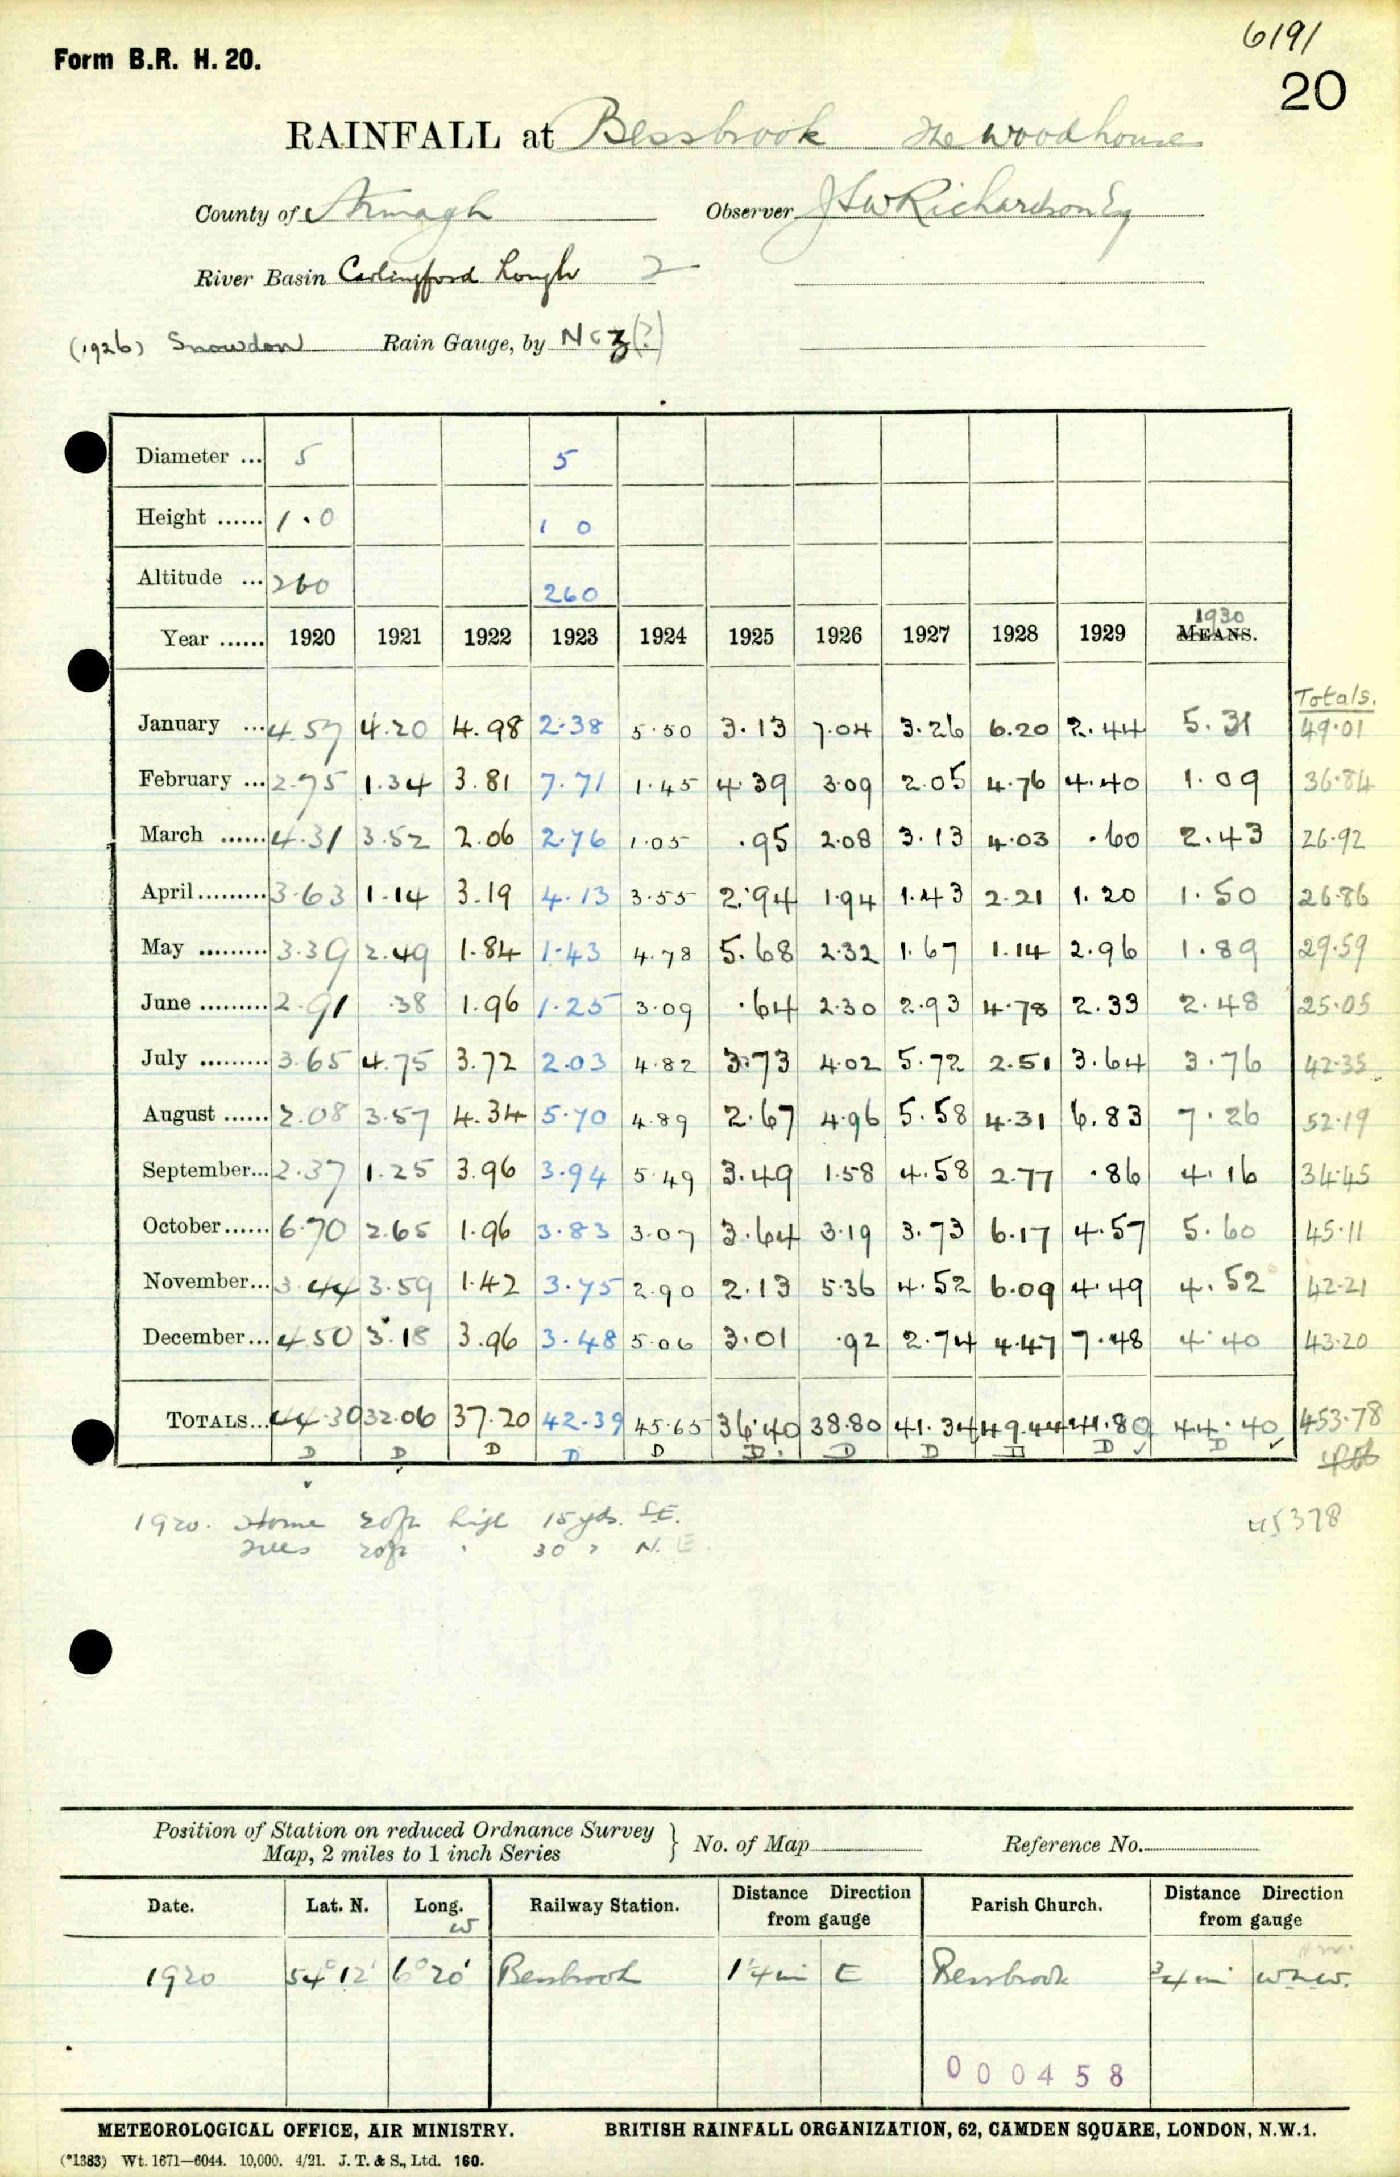 6191
Form B.R. H. 20.
20
RAINFALL at Bessbrook The Woodhouse
County of Armagh Observer J S W Richardson Esq
River Basin Carlingford Lough 2
(1926) Snowdon Rain Gauge, by N & Z (?)
Diameter ... 5 5
Height ...... 1.0 1 0
Altitude ... 260 260
1930
Year ...... 1920 1921 1922 1923 1924 1925 1926 1927 1928 1929 MEANS.
Totals.
January ... 4.57 4.20 4.98 2.38 5.50 3.13 7.04 3.26 6.20 2.44 5.31 49.01
February ... 2.75 1.34 3.81 7.71 1.45 4.39 3.09 2.05 4.76 4.40 1.09 36.84
March ...... 4.31 3.52 2.06 2.76 1.05 .95 2.08 3.13 4.03 .60 2.43 26.92
April ......... 3.63 1.14 3.19 4.13 3.55 2.94 1.94 1.43 2.21 1.20 1.50 26.86
May ......... 3.39 2.49 1.84 1.43 4.78 5.68 2.32 1.67 1.14 2.96 1.89 29.59
June ......... 2.91 .38 1.96 1.25 3.09 .64 2.30 2.93 4.78 2.33 2.48 25.05
July ......... 3.65 4.75 3.72 2.03 4.82 3.73 4.02 5.72 2.51 3.64 3.76 42.35
August ...... 2.08 3.57 4.34 5.70 4.89 2.67 4.96 5.58 4.31 6.83 7.26 52.19
September... 2.37 1.25 3.96 3.94 5.49 3.49 1.58 4.58 2.77 .86 4.16 34.45
October...... 6.70 2.65 1.96 3.83 3.07 3.64 3.19 3.73 6.17 4.57 5.60 45.11
November... 3.44 3.59 1.42 3.75 2.90 2.13 5.36 4.52 6.09 4.49 4.52 42.21
December... 4.50 3.18 3.96 3.48 5.06 3.01 .92 2.74 4.47 7.48 4.40 43.20
TOTALS... 44.30 32.06 37.20 42.39 45.65 36.40 38.80 41.34 49.44 41.80 44.40 453.78
D D D D D D D D D D ✓ D ✓
1920. Home 20ft high 15 yds. S.E.
Trees 20ft " 30 " N.E.
45378
Position of Station on reduced Ordnance Survey
Map, 2 miles to 1 inch Series } No. of Map Reference No.
Date. Lat. N. Long. W Railway Station. Distance Direction from gauge Parish Church. Distance Direction from gauge
1920 54° 12' 6° 20' Bessbrook 1¼ mi E Bessbrook ¾ mi WNW.
000458
METEOROLOGICAL OFFICE, AIR MINISTRY. BRITISH RAINFALL ORGANIZATION, 62, CAMDEN SQUARE, LONDON, N.W.1.
(*1383) Wt. 1671—6044. 10,000. 4/21. J. T. & S., Ltd. 160.